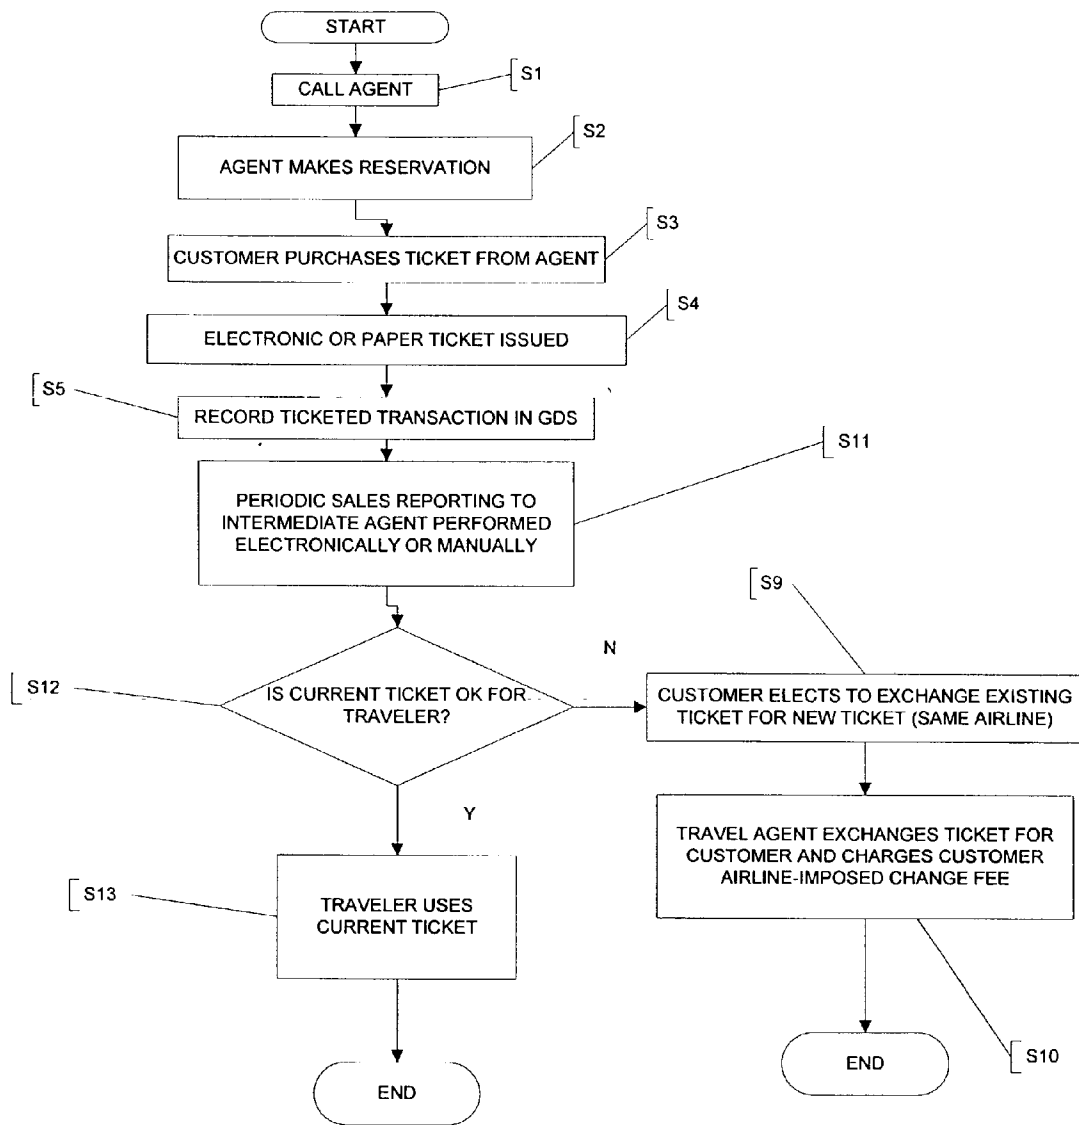 START
CALL AGENT
S1
AGENT MAKES RESERVATION
S2
CUSTOMER PURCHASES TICKET FROM AGENT
S3
ELECTRONIC OR PAPER TICKET ISSUED
S4
S5
RECORD TICKETED TRANSACTION IN GDS
PERIODIC SALES REPORTING TO
INTERMEDIATE AGENT PERFORMED
ELECTRONICALLY OR MANUALLY
S11
S12
IS CURRENT TICKET OK FOR
TRAVELER?
N
S9
CUSTOMER ELECTS TO EXCHANGE EXISTING
TICKET FOR NEW TICKET (SAME AIRLINE)
Y
TRAVEL AGENT EXCHANGES TICKET FOR
CUSTOMER AND CHARGES CUSTOMER
AIRLINE-IMPOSED CHANGE FEE
S13
TRAVELER USES
CURRENT TICKET
S10
END
END